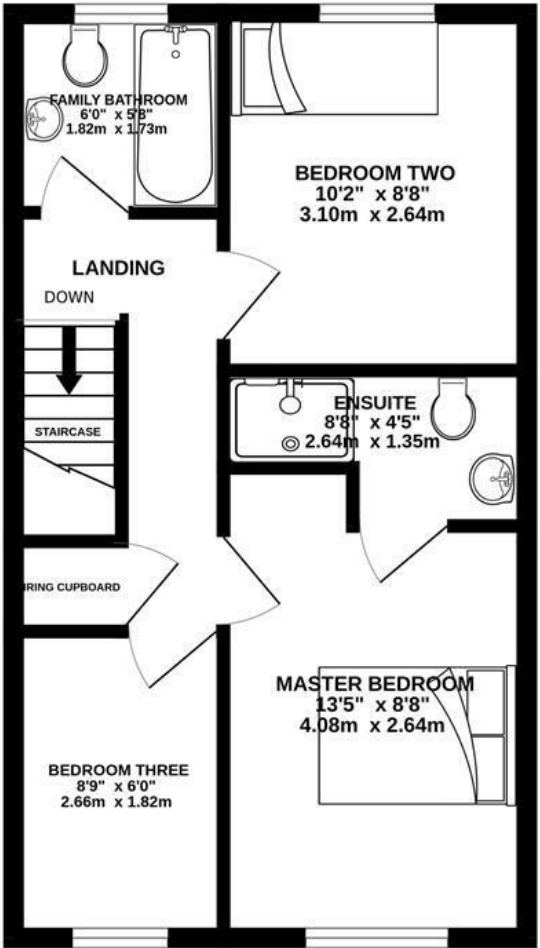 FAMILY BATHROOM
6'0" x 5'8"
1.82m x 1.73m
BEDROOM TWO
10'2" x 8'8"
3.10m x 2.64m
LANDING
DOWN
STAIRCASE
ENSUITE
8'8" x 4'5"
2.64m x 1.35m
IRING CUPBOARD
MASTER BEDROOM
13'5" x 8'8"
4.08m x 2.64m
BEDROOM THREE
8'9" x 6'0"
2.66m x 1.82m